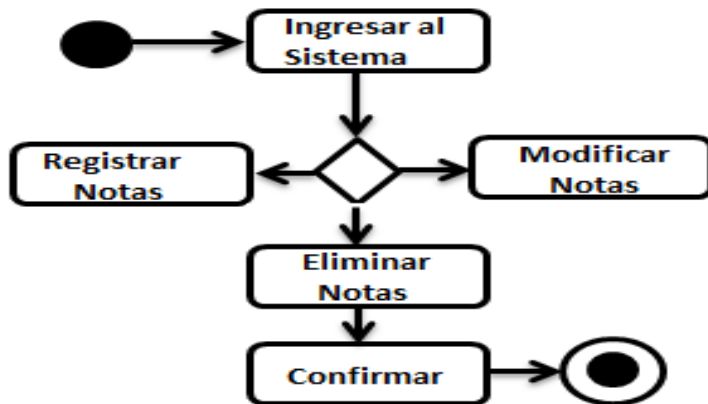 Ingresar al
Sistema
Registrar
Notas
Modificar
Notas
Eliminar
Notas
Confirmar